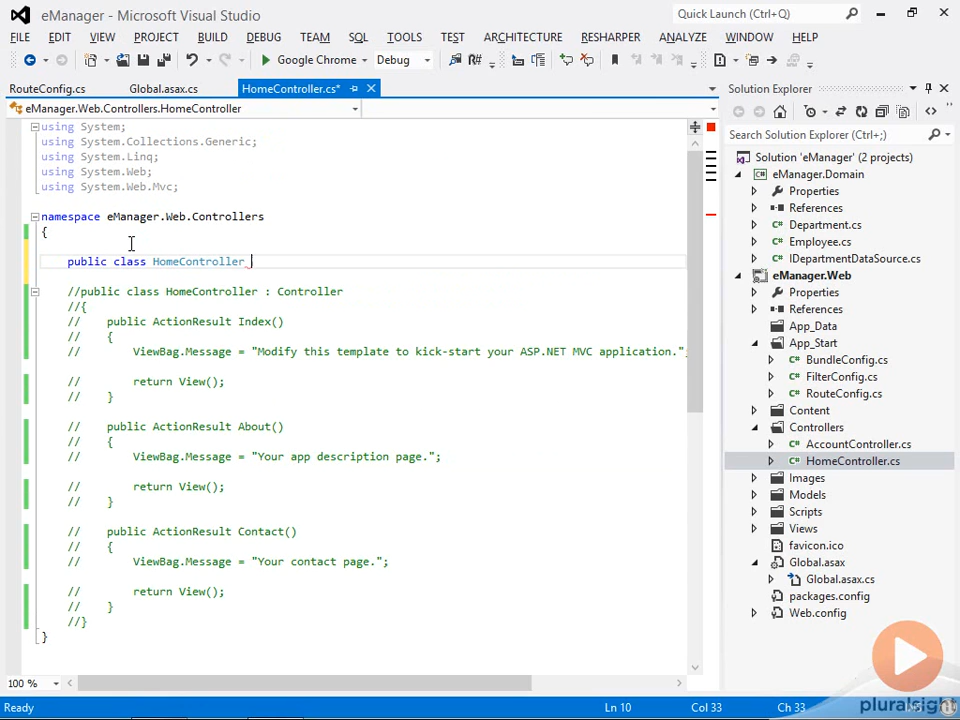 eManager - Microsoft Visual Studio
Quick Launch (Ctrl+Q)
FILE EDIT VIEW PROJECT BUILD DEBUG TEAM SQL TOOLS TEST ARCHITECTURE RESHARPER ANALYZE WINDOW HELP
Google Chrome Debug
RouteConfig.cs Global.asax.cs HomeController.cs*
eManager.Web.Controllers.HomeController
using System;
using System.Collections.Generic;
using System.Linq;
using System.Web;
using System.Web.Mvc;
namespace eManager.Web.Controllers
{
public class HomeController
//public class HomeController : Controller
//{
// public ActionResult Index()
// {
// ViewBag.Message = "Modify this template to kick-start your ASP.NET MVC application.";
// return View();
// }
// public ActionResult About()
// {
// ViewBag.Message = "Your app description page.";
// return View();
// }
// public ActionResult Contact()
// {
// ViewBag.Message = "Your contact page.";
// return View();
// }
//}
}
100 %
Solution Explorer
Search Solution Explorer (Ctrl+;)
Solution 'eManager' (2 projects)
eManager.Domain
Properties
References
Department.cs
Employee.cs
IDepartmentDataSource.cs
eManager.Web
Properties
References
App_Data
App_Start
BundleConfig.cs
FilterConfig.cs
RouteConfig.cs
Content
Controllers
AccountController.cs
HomeController.cs
Images
Models
Scripts
Views
favicon.ico
Global.asax
Global.asax.cs
packages.config
Web.config
pluralsight
Ready Ln 10 Col 33 Ch 33